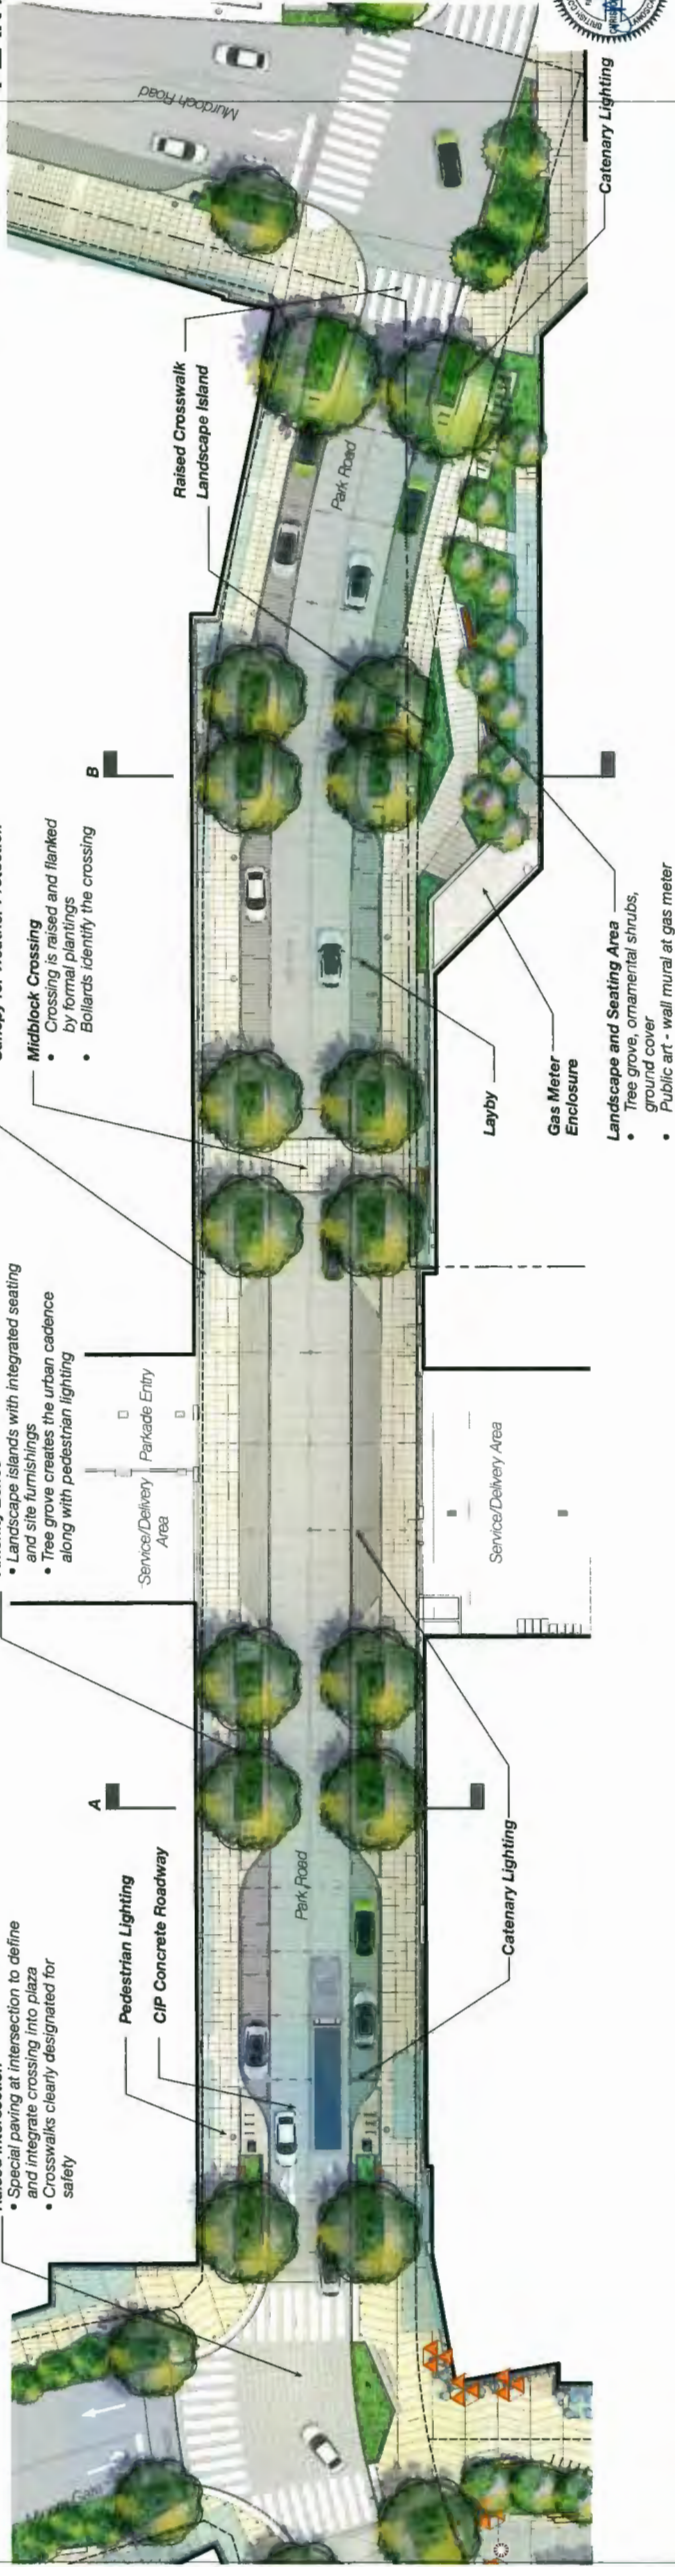 • Special paving at intersection to define
and integrate crossing into plaza
• Crosswalks clearly designated for
safety
Pedestrian Lighting
CIP Concrete Roadway
• Landscape islands with integrated seating
and site furnishings
• Tree grove creates the urban cadence
along with pedestrian lighting
Midblock Crossing
• Crossing is raised and flanked
by formal plantings
• Bollards identify the crossing
Raised Crosswalk
Landscape Island
A
B
Service/Delivery
Area
Parkade Entry
Service/Delivery Area
Park Road
Park Road
Murdoch Road
Catenary Lighting
Layby
Gas Meter
Enclosure
Landscape and Seating Area
• Tree grove, ornamental shrubs,
ground cover
• Public art - wall mural at gas meter
Catenary Lighting
BRITISH CO